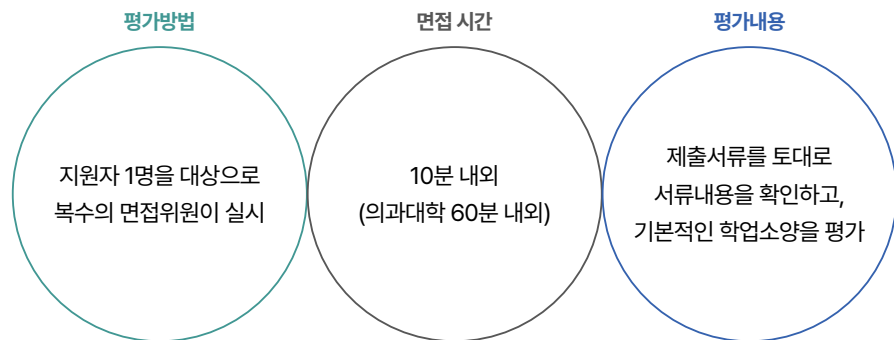 평가방법
지원자 1명을 대상으로
복수의 면접위원이 실시
면접 시간
10분 내외
(의과대학 60분 내외)
평가내용
제출서류를 토대로
서류내용을 확인하고,
기본적인 학업소양을 평가